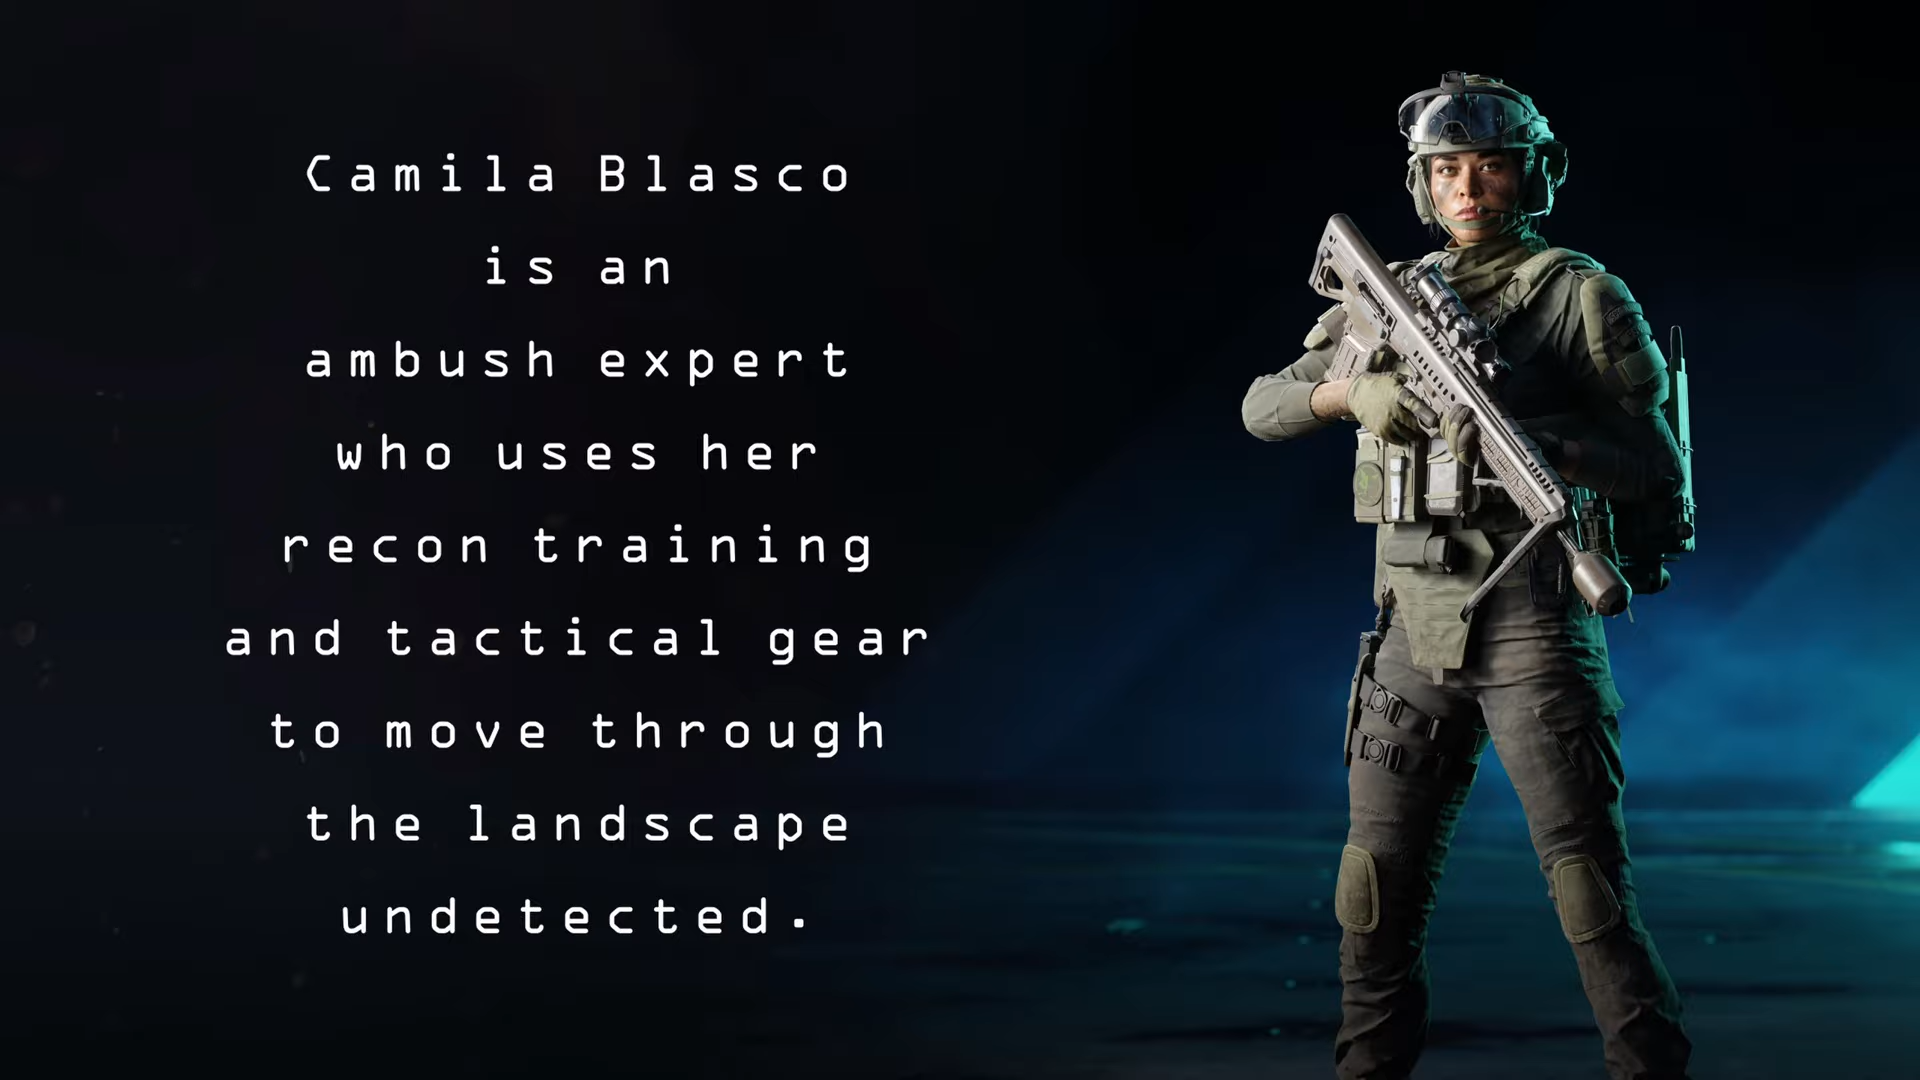 Camila Blasco
is an
ambush expert
who uses her
recon training
and tactical gear
to move through
the landscape
undetected.